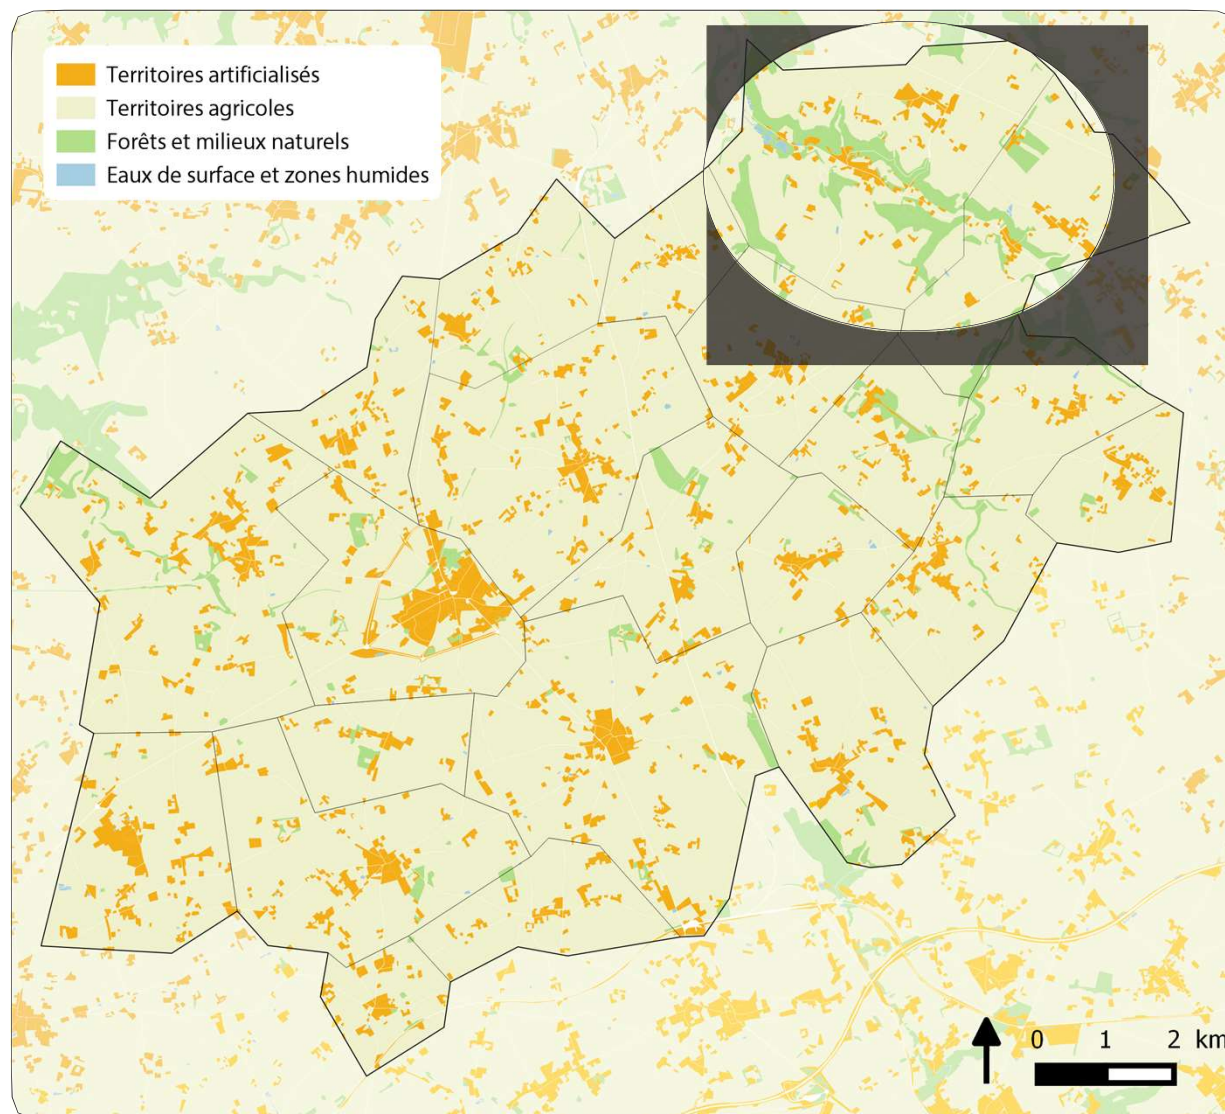 Territoires artificialisés
Territoires agricoles
Forêts et milieux naturels
Eaux de surface et zones humides
0 1 2 km